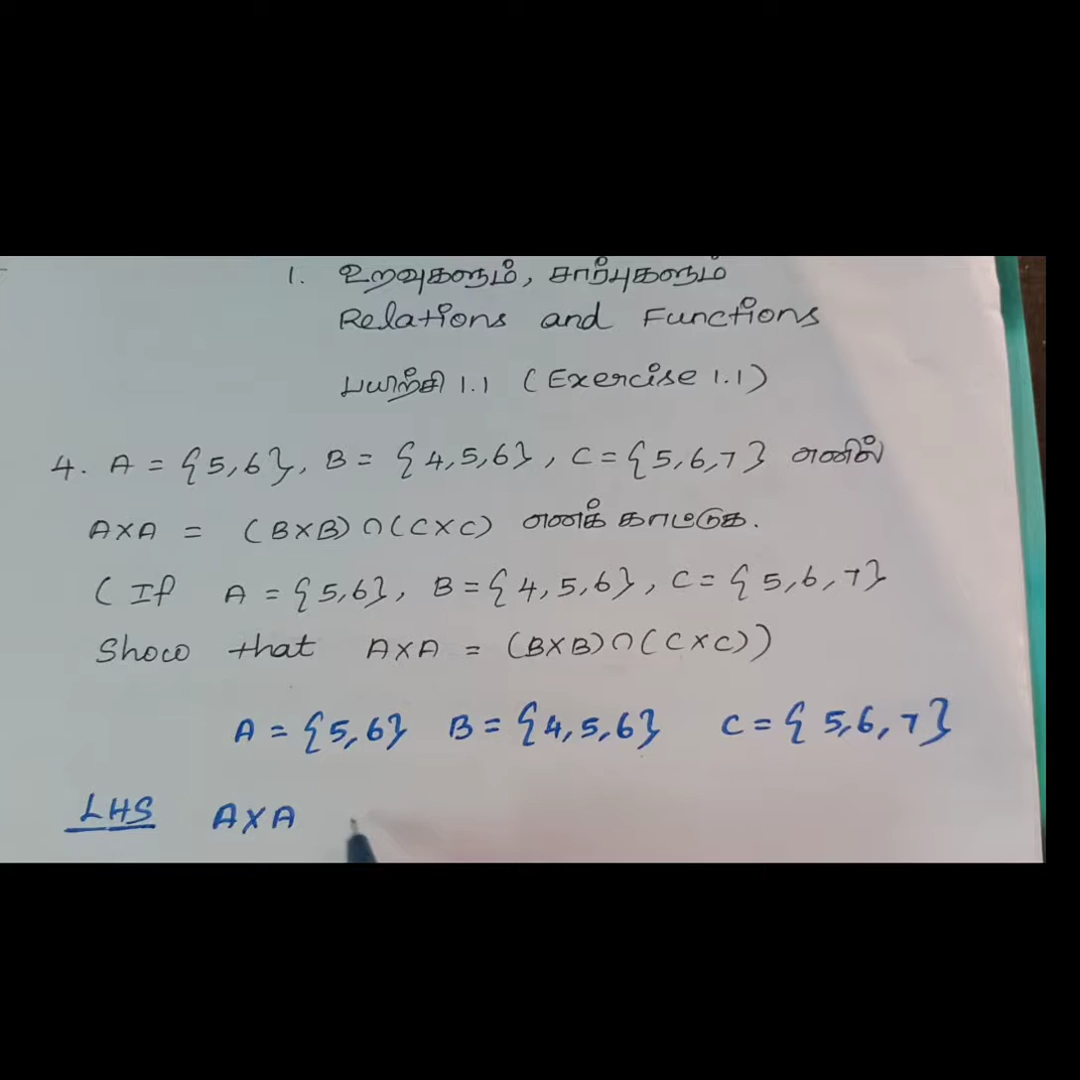 1. உறவுகளும், சார்புகளும்
Relations and Functions
பயிற்சி 1.1 (Exercise 1.1)
4. A = {5,6}, B = {4,5,6}, C = {5,6,7} எனில்
A×A = (B×B)∩(C×C) எனக் காட்டுக.
(If A = {5,6}, B = {4,5,6}, C = {5,6,7}
Show that A×A = (B×B)∩(C×C))
A = {5,6} B = {4,5,6} C = {5,6,7}
LHS A×A